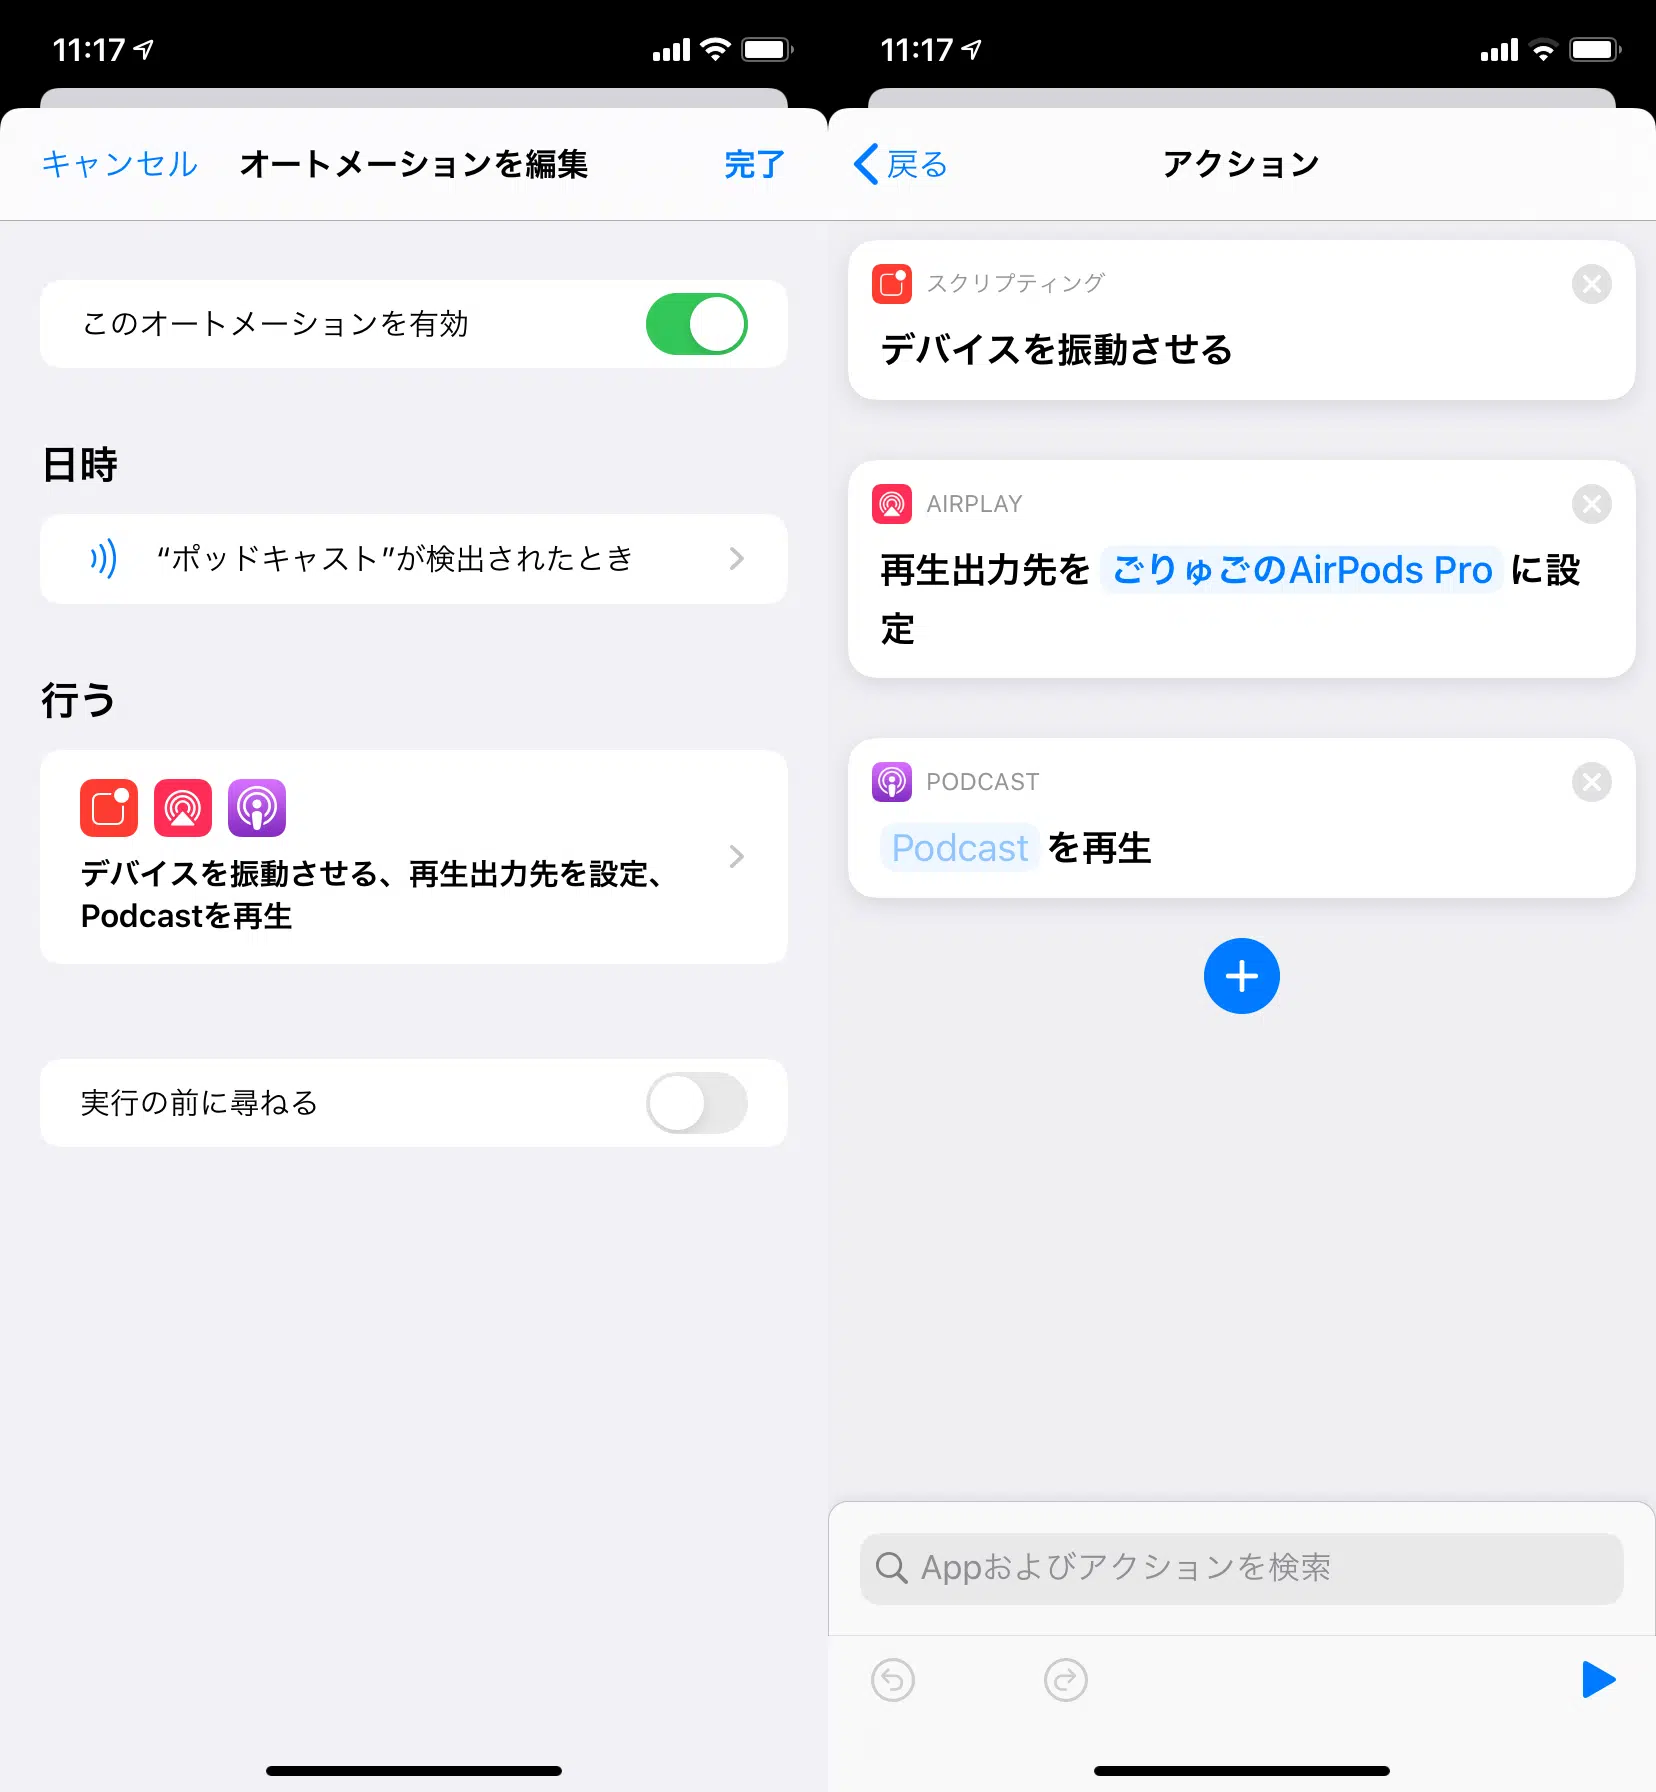 11:17
キャンセル オートメーションを編集 完了
このオートメーションを有効
日時
“ポッドキャスト”が検出されたとき
行う
デバイスを振動させる、再生出力先を設定、
Podcastを再生
実行の前に尋ねる
11:17
戻る アクション
スクリプティング
デバイスを振動させる
AIRPLAY
再生出力先を ごりゅごのAirPods Pro に設
定
PODCAST
Podcast を再生
Appおよびアクションを検索